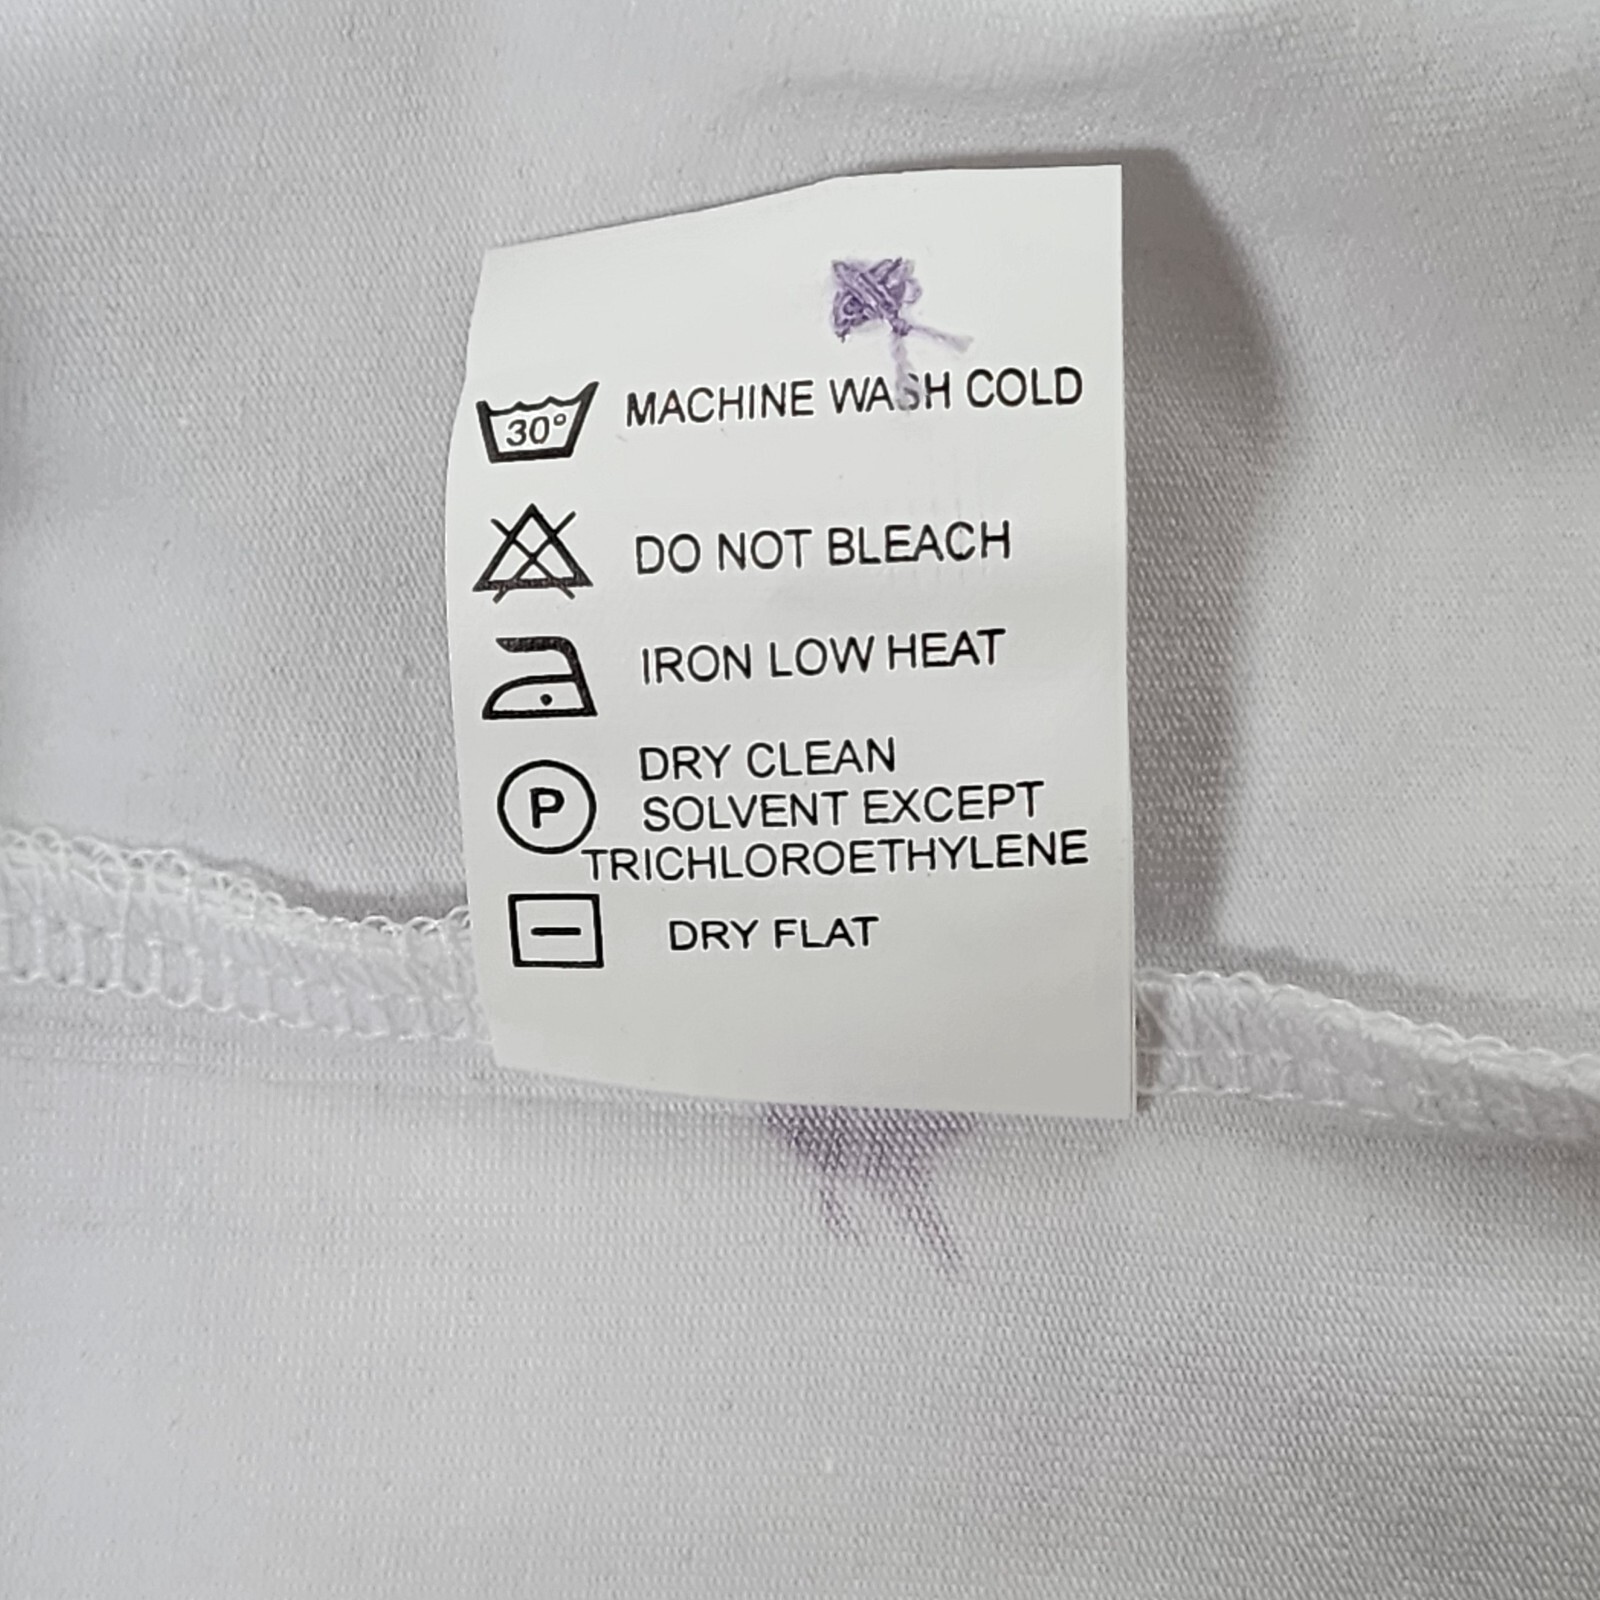 30° MACHINE WASH COLD
DO NOT BLEACH
IRON LOW HEAT
DRY CLEAN
P SOLVENT EXCEPT
TRICHLOROETHYLENE
DRY FLAT